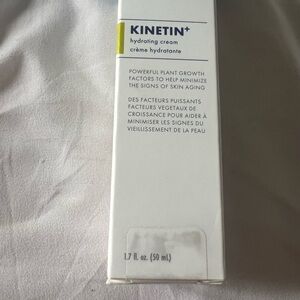 KINETIN+
hydrating cream
crème hydratante
POWERFUL PLANT GROWTH
FACTORS TO HELP MINIMIZE
THE SIGNS OF SKIN AGING
DES FACTEURS PUISSANTS
FACTEURS VEGETAUX DE
CROISSANCE POUR AIDER À
MINIMISER LES SIGNES DU
VIEILLISSEMENT DE LA PEAU
1.7 fl. oz. (50 mL)